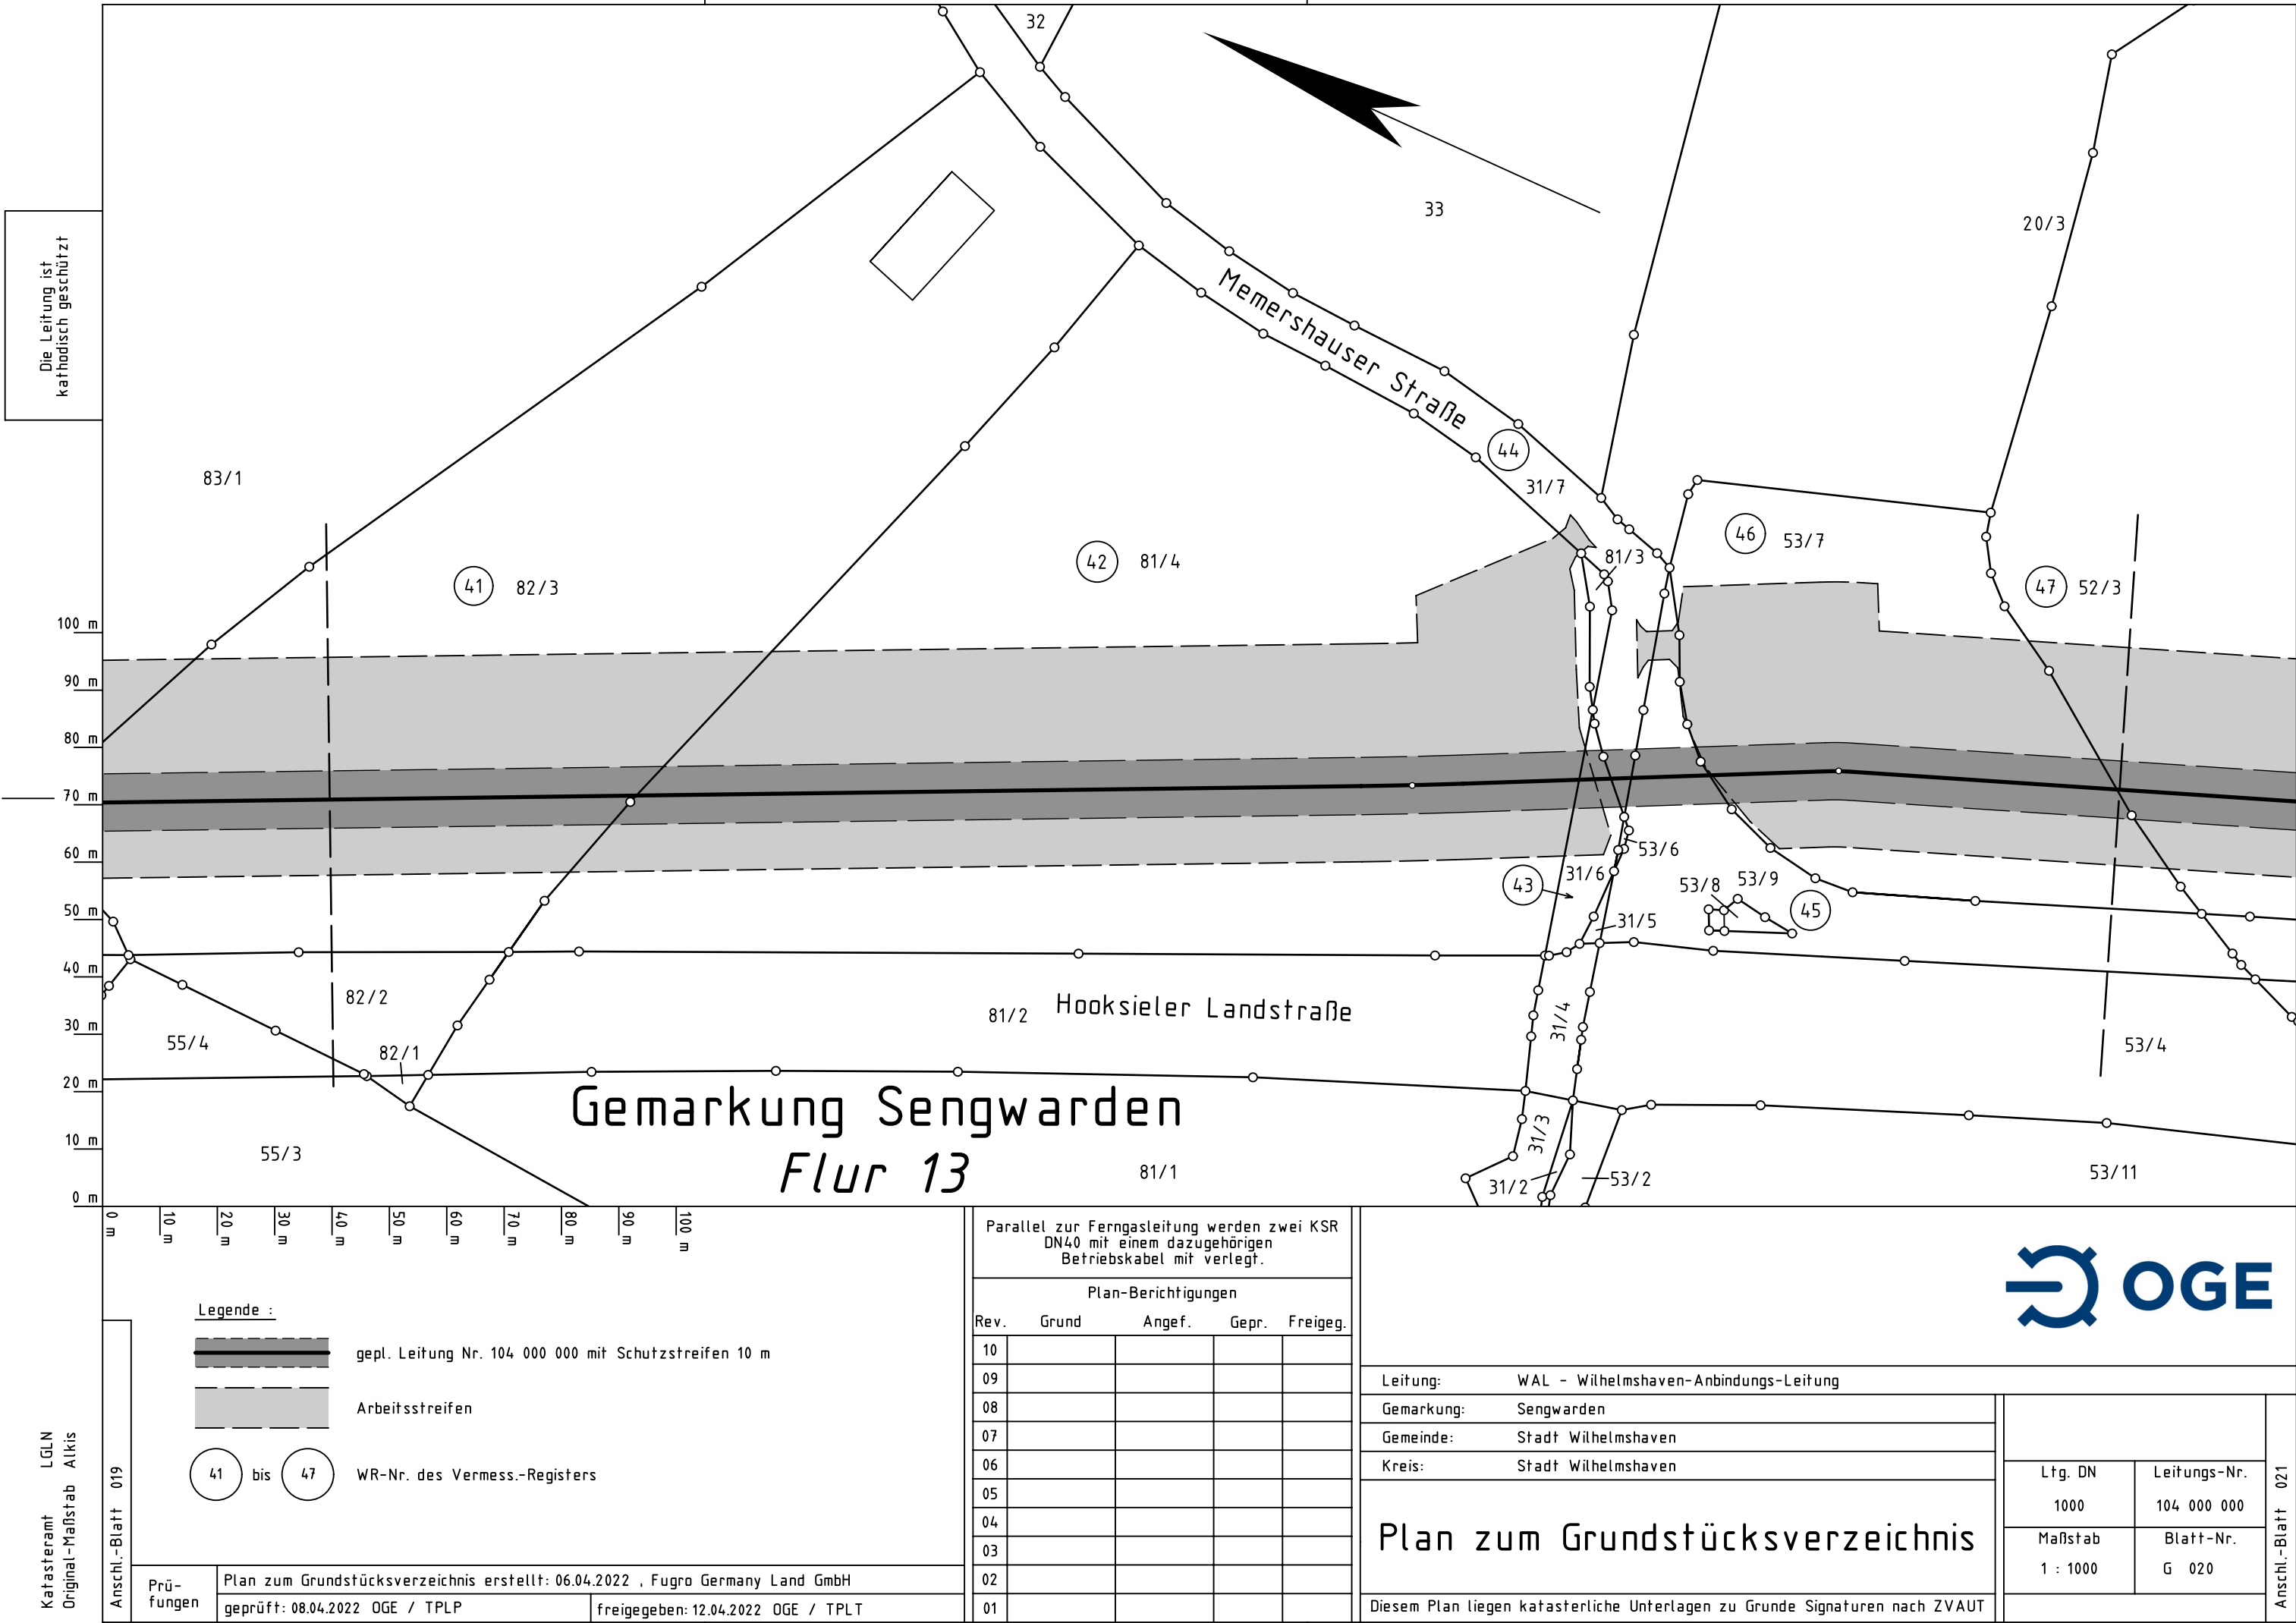 32
33
20/3
Die Leitung ist
kathodisch geschützt
Memershauser Straße
83/1
44
31/7
46
53/7
81/3
41
82/3
42
81/4
47
52/3
100 m
90 m
80 m
70 m
60 m
50 m
40 m
30 m
20 m
10 m
0 m
53/6
43
31/6
53/8
53/9
45
31/5
82/2
81/2
Hooksieler Landstraße
31/4
55/4
82/1
53/4
Gemarkung Sengwarden
Flur 13
55/3
81/1
31/3
31/2
53/2
53/11
0 m
10 m
20 m
30 m
40 m
50 m
60 m
70 m
80 m
90 m
100 m
Legende :
gepl. Leitung Nr. 104 000 000 mit Schutzstreifen 10 m
Arbeitsstreifen
41 bis 47 WR-Nr. des Vermess.-Registers
Katasteramt LGLN
Original-Maßstab Alkis
Anschl.-Blatt 019
Prü-
fungen
Plan zum Grundstücksverzeichnis erstellt: 06.04.2022 , Fugro Germany Land GmbH
geprüft: 08.04.2022 OGE / TPLP
freigegeben: 12.04.2022 OGE / TPLT
Parallel zur Ferngasleitung werden zwei KSR
DN40 mit einem dazugehörigen
Betriebskabel mit verlegt.
Plan-Berichtigungen
Rev. Grund Angef. Gepr. Freigeg.
10
09
08
07
06
05
04
03
02
01
OGE
Leitung: WAL - Wilhelmshaven-Anbindungs-Leitung
Gemarkung: Sengwarden
Gemeinde: Stadt Wilhelmshaven
Kreis: Stadt Wilhelmshaven
Plan zum Grundstücksverzeichnis
Diesem Plan liegen katasterliche Unterlagen zu Grunde Signaturen nach ZVAUT
Ltg. DN Leitungs-Nr.
1000 104 000 000
Maßstab Blatt-Nr.
1 : 1000 G 020
Anschl.-Blatt 021